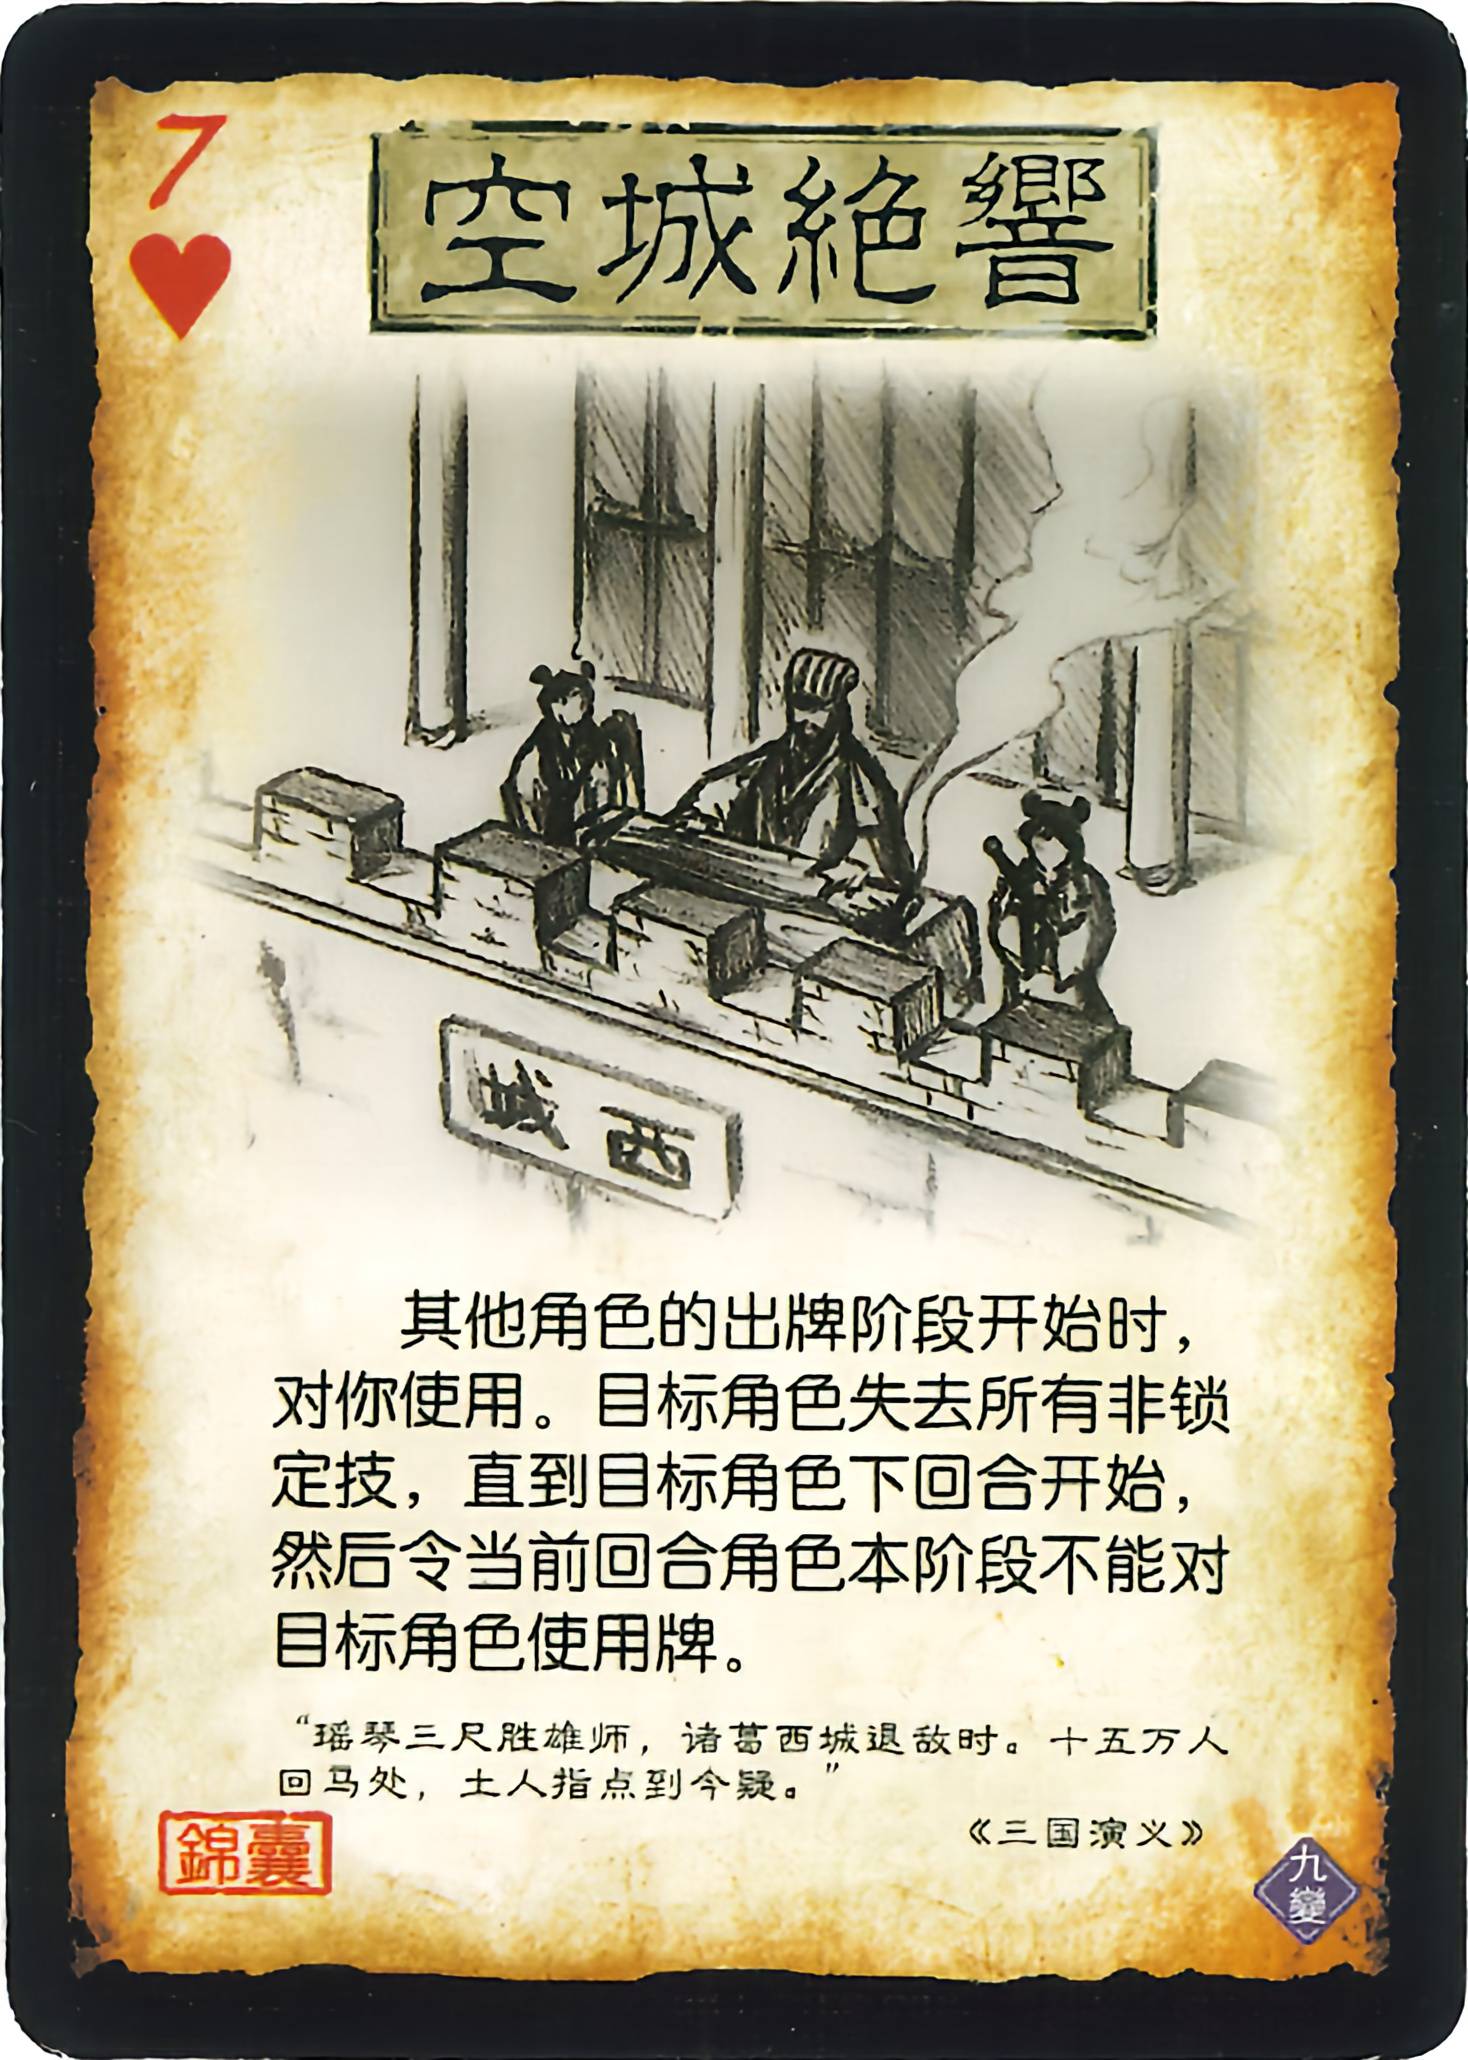 7
空城絶響
西城
其他角色的出牌阶段开始时，
对你使用。目标角色失去所有非锁
定技，直到目标角色下回合开始，
然后令当前回合角色本阶段不能对
目标角色使用牌。
“瑶琴三尺胜雄师，诸葛西城退敌时。十五万人
回马处，土人指点到今疑。”
《三国演义》
錦囊
九變